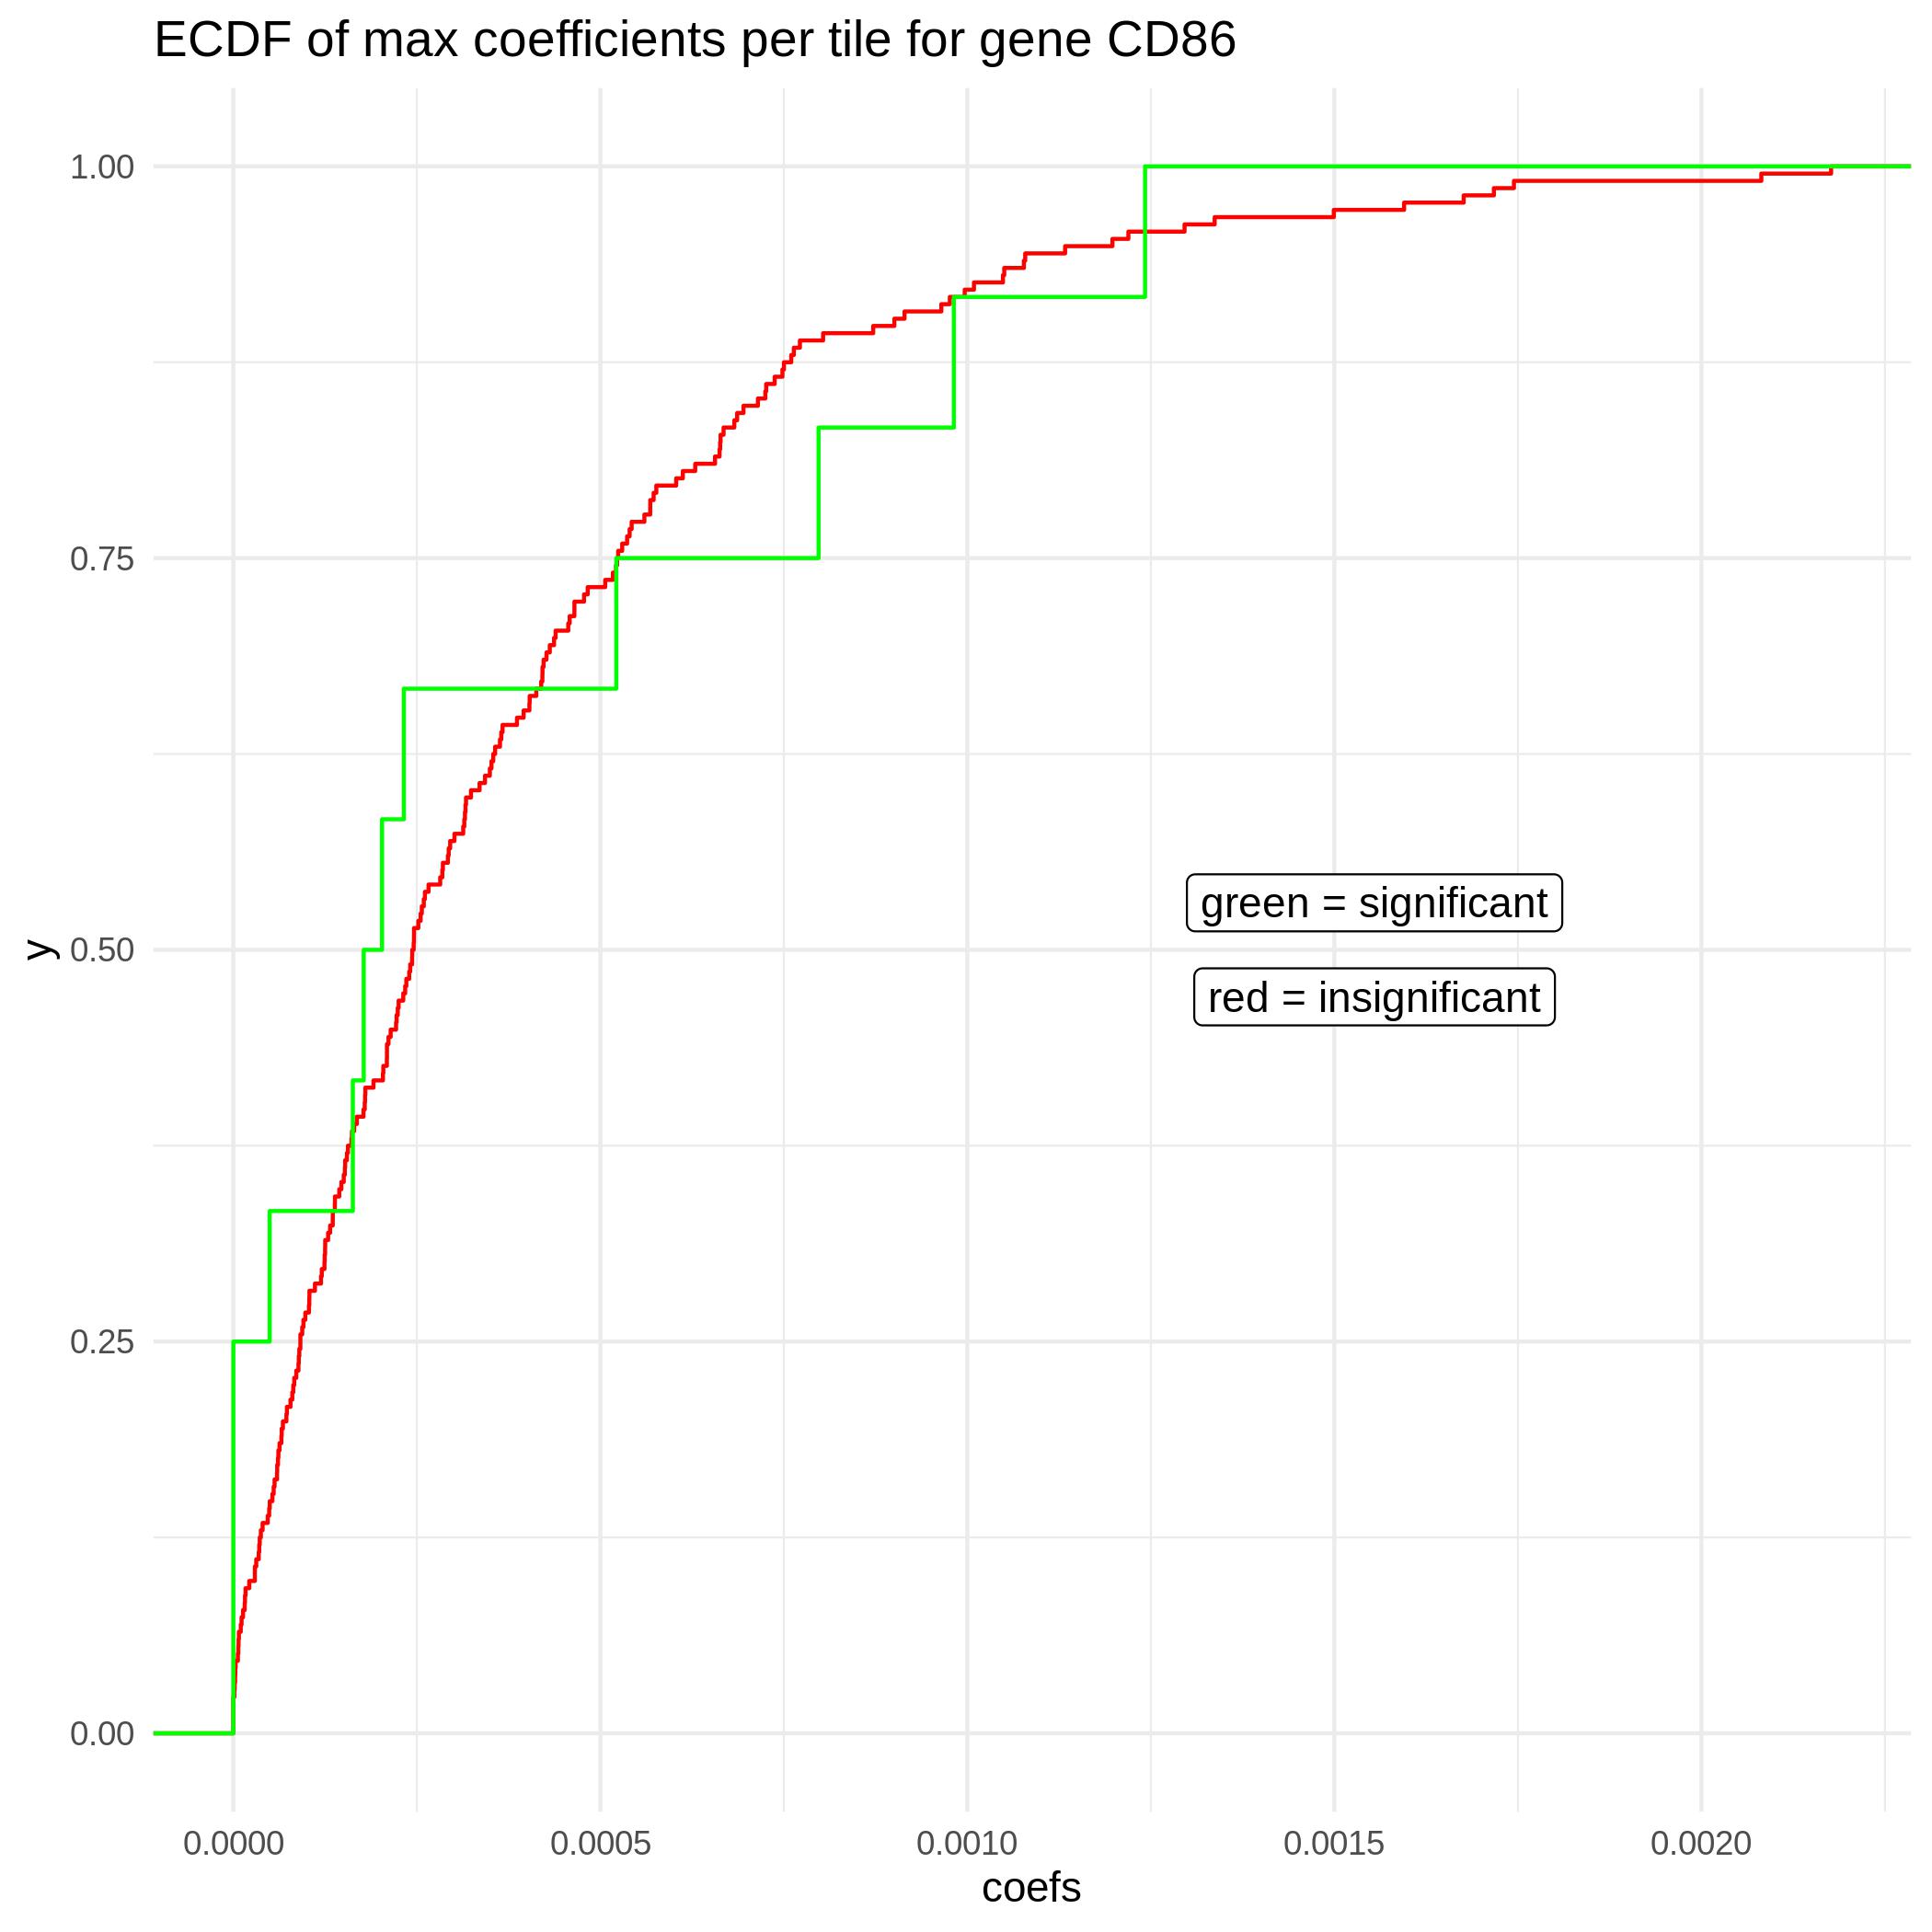 ECDF of max coefficients per tile for gene CD86
1.00
0.75
0.50
0.25
0.00
y
green = significant
red = insignificant
0.0000 0.0005 0.0010 0.0015 0.0020
coefs